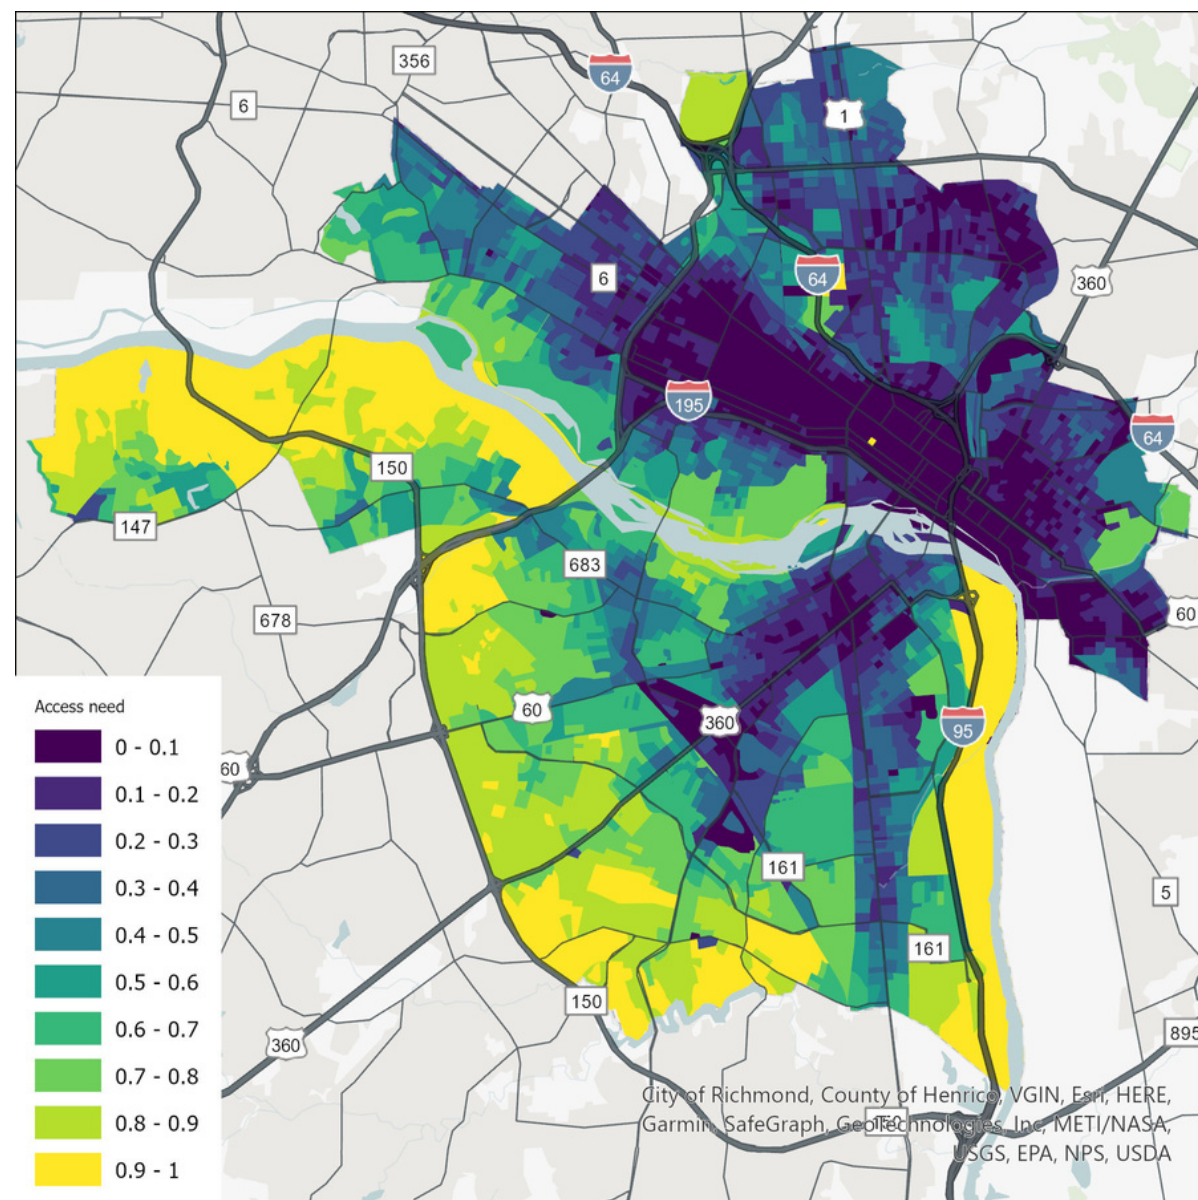 356
64
6
1
6
64
360
195
64
150
147
683
678
60
60
360
95
Access need
0 - 0.1
0.1 - 0.2
0.2 - 0.3
0.3 - 0.4
0.4 - 0.5
0.5 - 0.6
0.6 - 0.7
0.7 - 0.8
0.8 - 0.9
0.9 - 1
60
161
5
161
150
360
895
City of Richmond, County of Henrico, VGIN, Esri, HERE,
Garmin, SafeGraph, GeoTechnologies, Inc, METI/NASA,
USGS, EPA, NPS, USDA